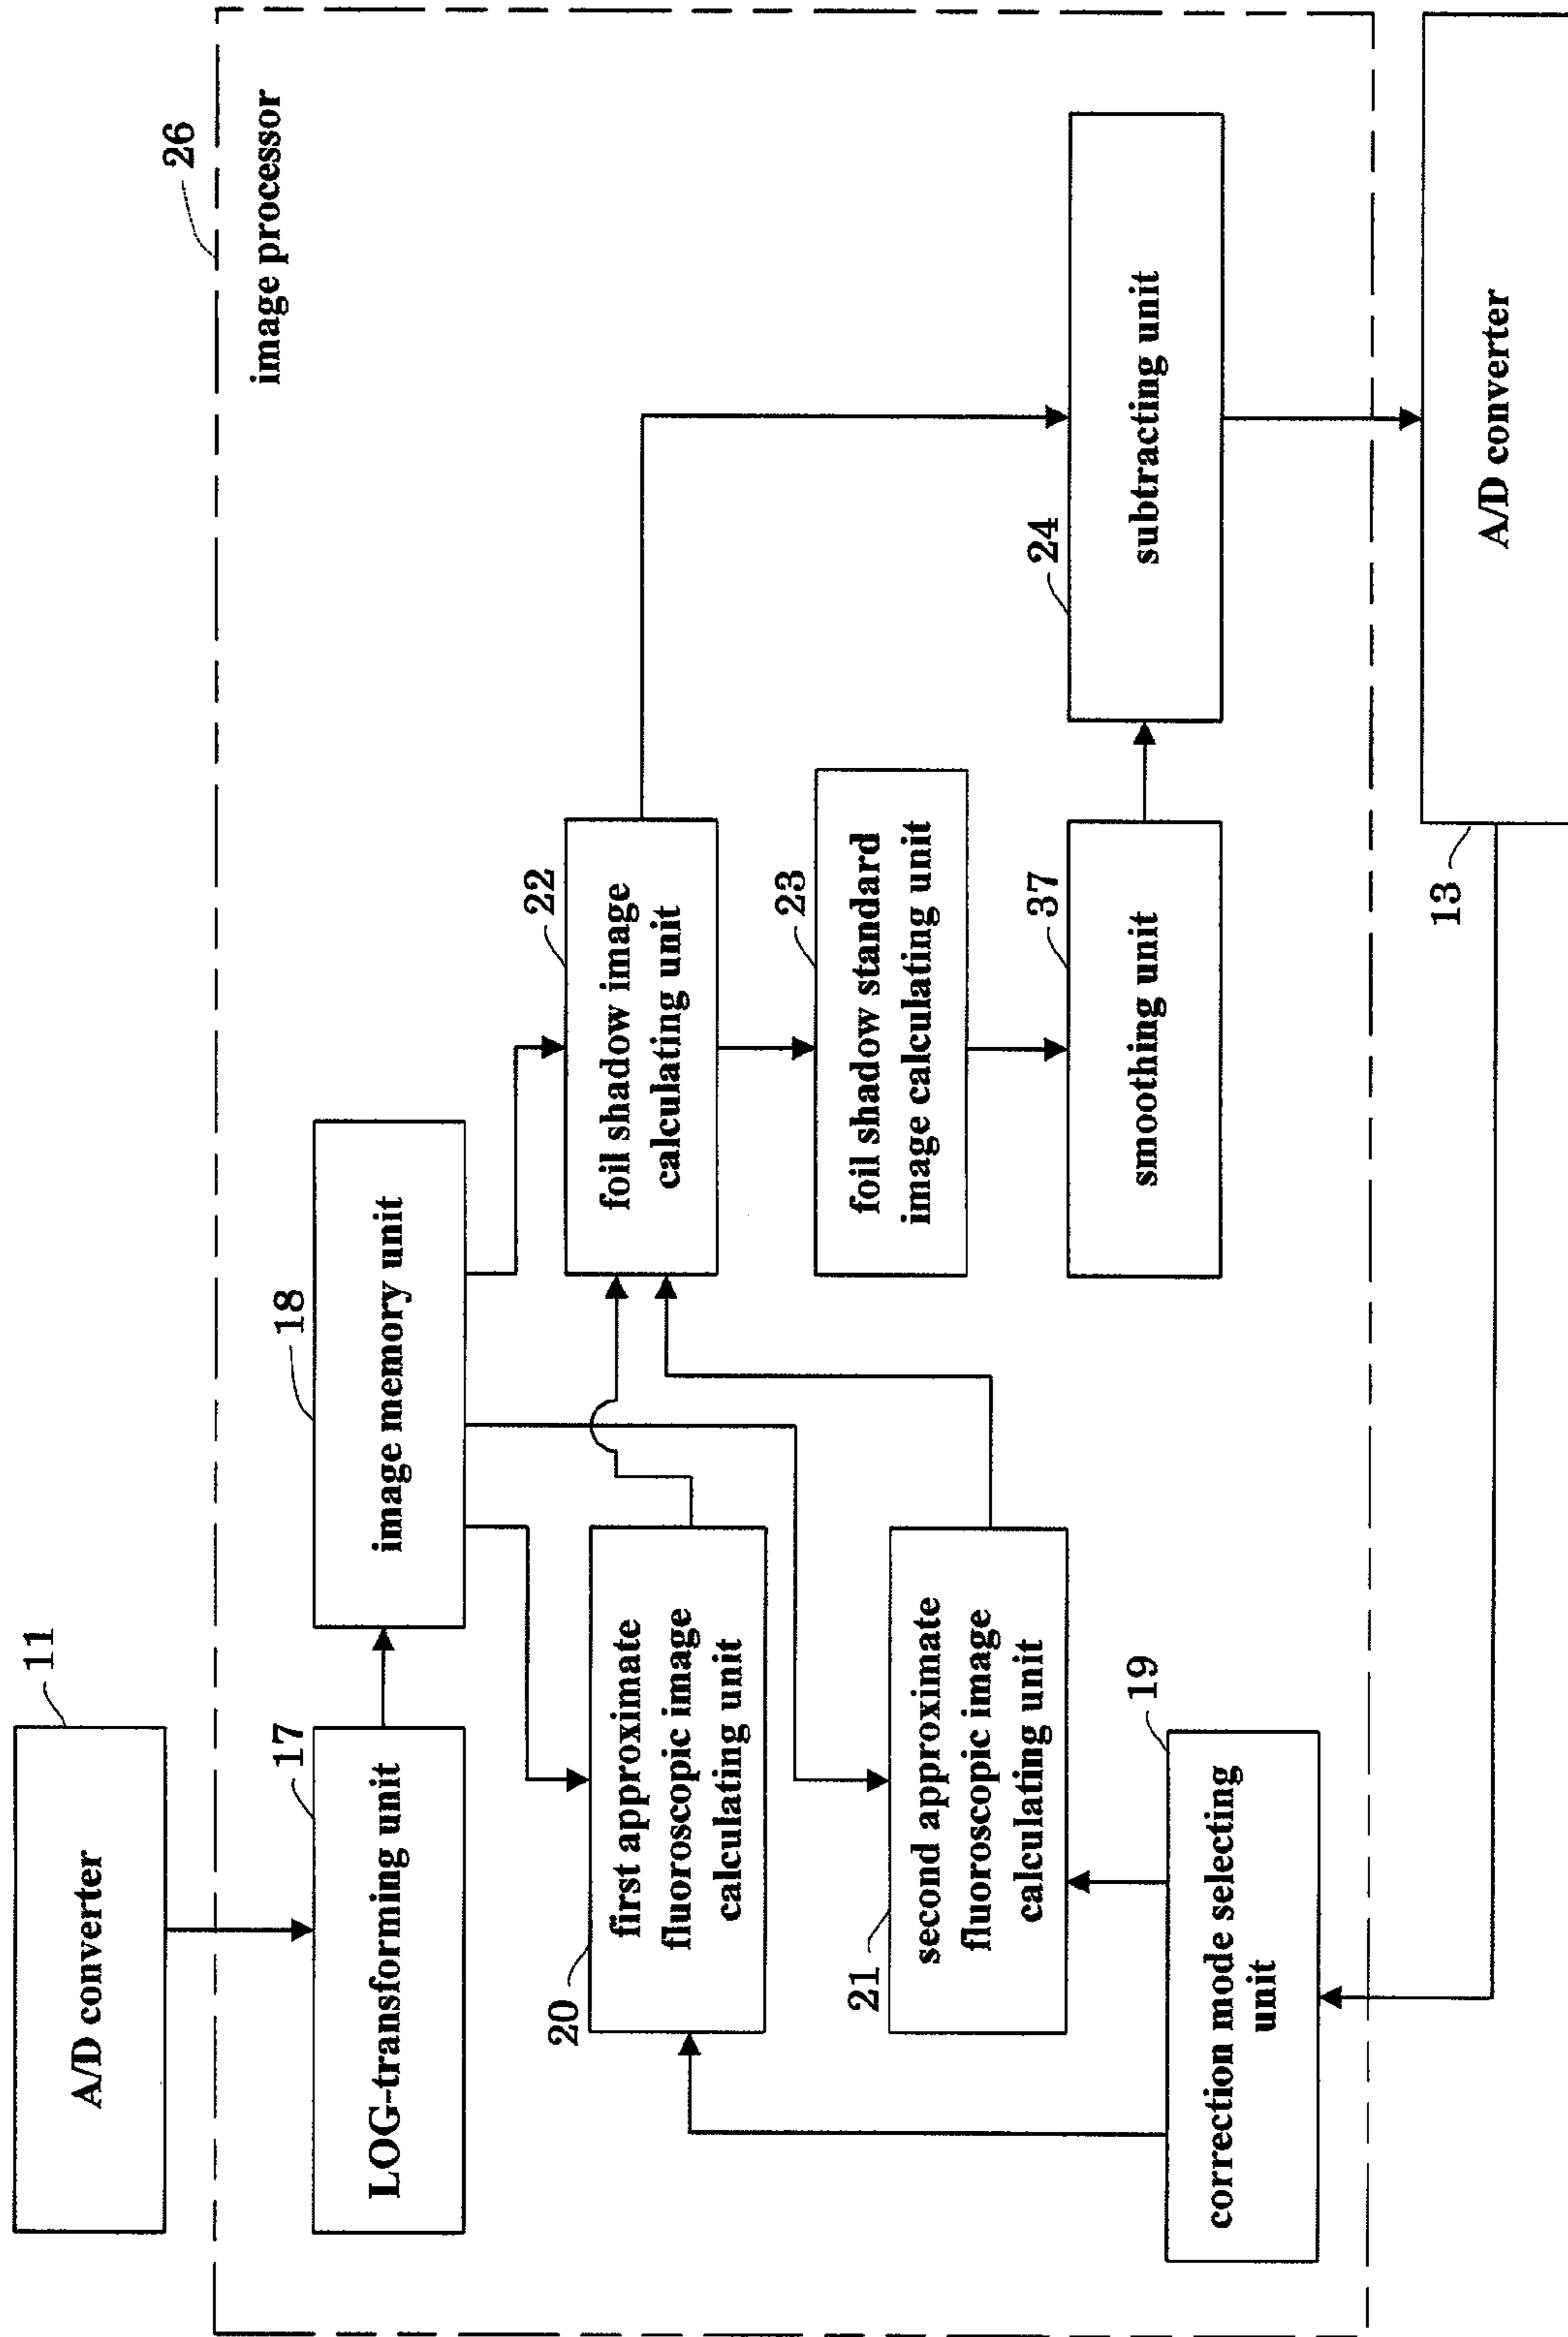 A/D converter
11
26
image processor
17
LOG-transforming unit
18
image memory unit
20
first approximate
fluoroscopic image
calculating unit
22
foil shadow image
calculating unit
21
second approximate
fluoroscopic image
calculating unit
23
foil shadow standard
image calculating unit
19
correction mode selecting
unit
37
smoothing unit
24
subtracting unit
13
A/D converter